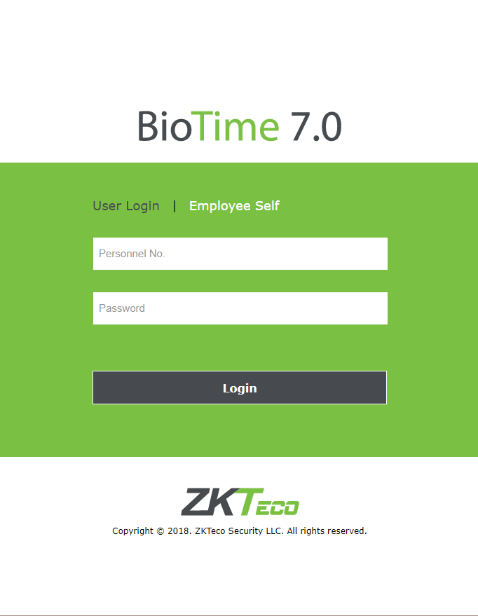 BioTime 7.0
User Login | Employee Self
Personnel No.
Password
Login
ZKTeco
Copyright © 2018. ZKTeco Security LLC. All rights reserved.